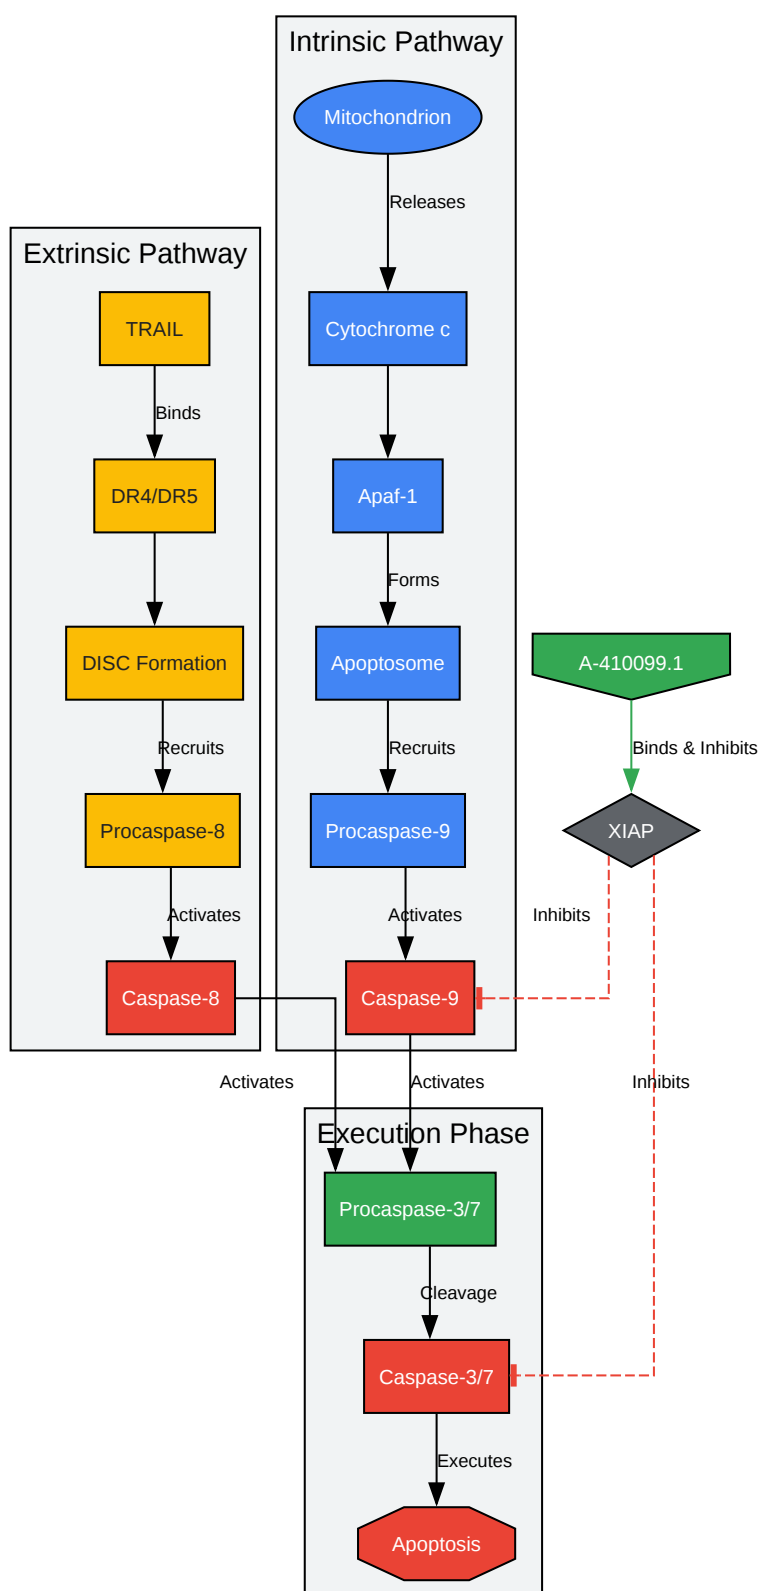 Intrinsic Pathway
Mitochondrion
Releases
Extrinsic Pathway
TRAIL
Cytochrome c
Binds
DR4/DR5
Apaf-1
Forms
DISC Formation
Apoptosome
A-410099.1
Recruits
Recruits
Binds & Inhibits
Procaspase-8
Procaspase-9
XIAP
Activates
Activates
Inhibits
Caspase-8
Caspase-9
Activates
Activates
Inhibits
Execution Phase
Procaspase-3/7
Cleavage
Caspase-3/7
Executes
Apoptosis